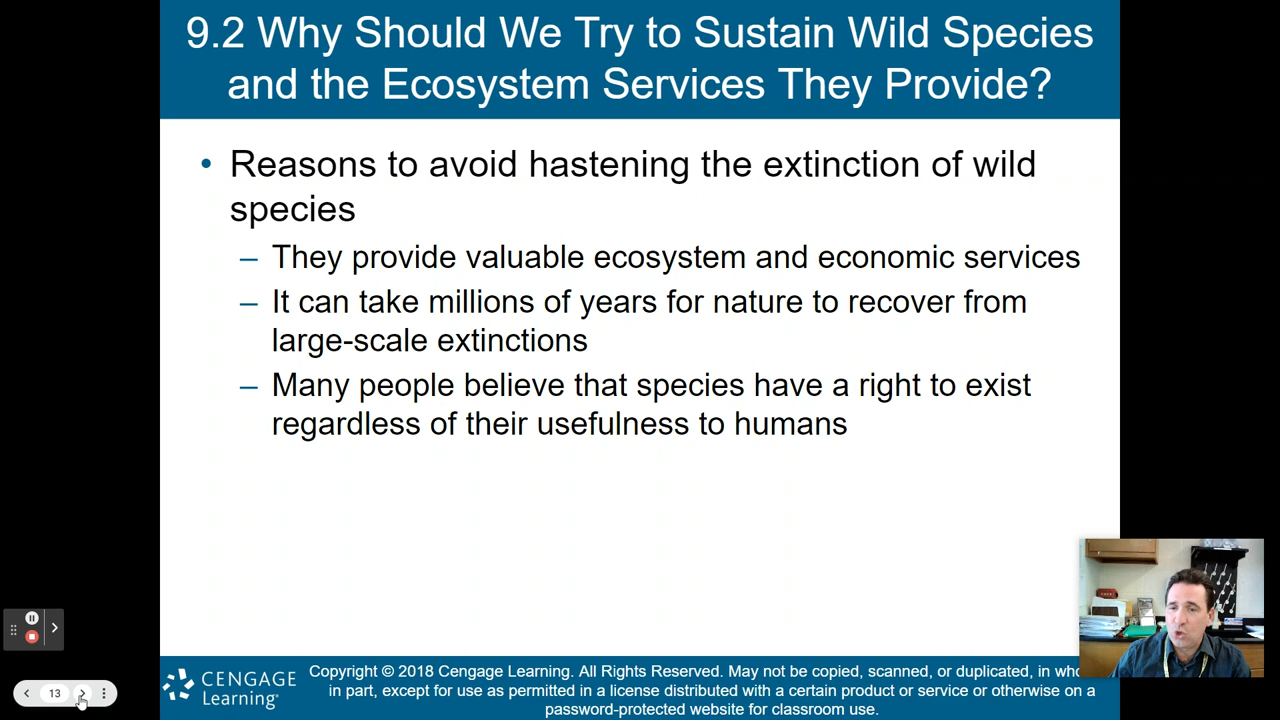 9.2 Why Should We Try to Sustain Wild Species
and the Ecosystem Services They Provide?
• Reasons to avoid hastening the extinction of wild
species
– They provide valuable ecosystem and economic services
– It can take millions of years for nature to recover from
large-scale extinctions
– Many people believe that species have a right to exist
regardless of their usefulness to humans
13
CENGAGE
Learning®
Copyright © 2018 Cengage Learning. All Rights Reserved. May not be copied, scanned, or duplicated, in
in part, except for use as permitted in a license distributed with a certain product or service or otherwise on a
password-protected website for classroom use.